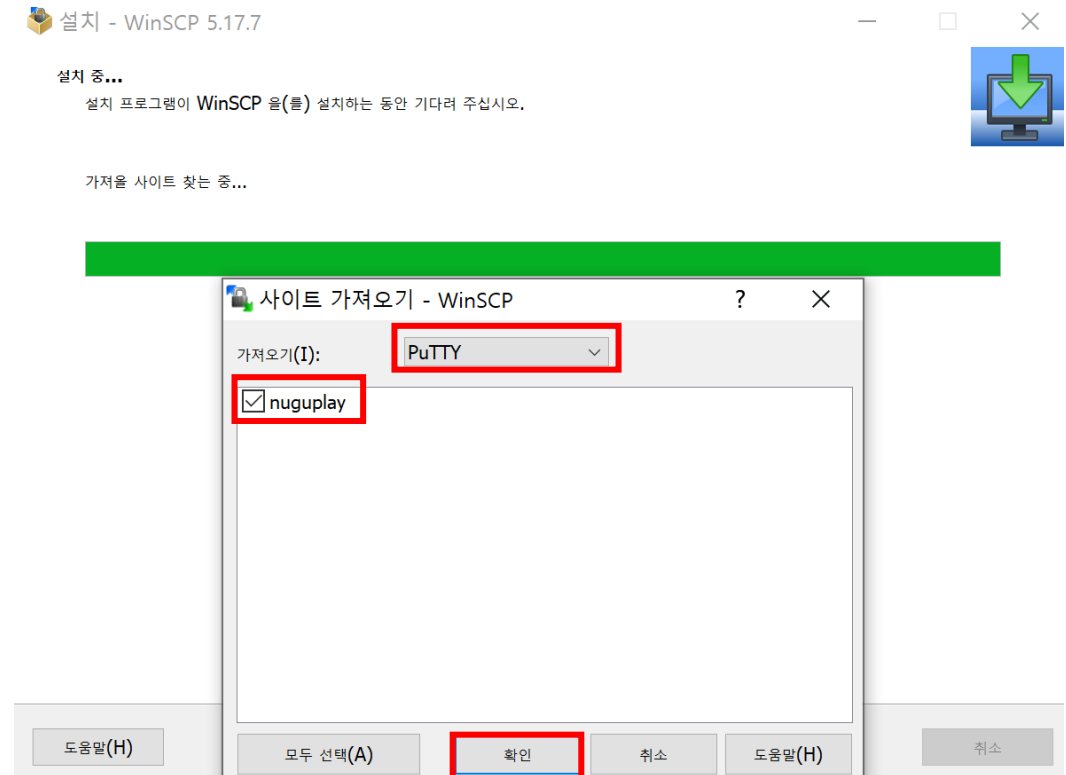 설치 - WinSCP 5.17.7
설치 중...
설치 프로그램이 WinSCP 을(를) 설치하는 동안 기다려 주십시오.
가져올 사이트 찾는 중...
사이트 가져오기 - WinSCP
가져오기(I):
PuTTY
nuguplay
모두 선택(A)
확인
취소
도움말(H)
도움말(H)
취소